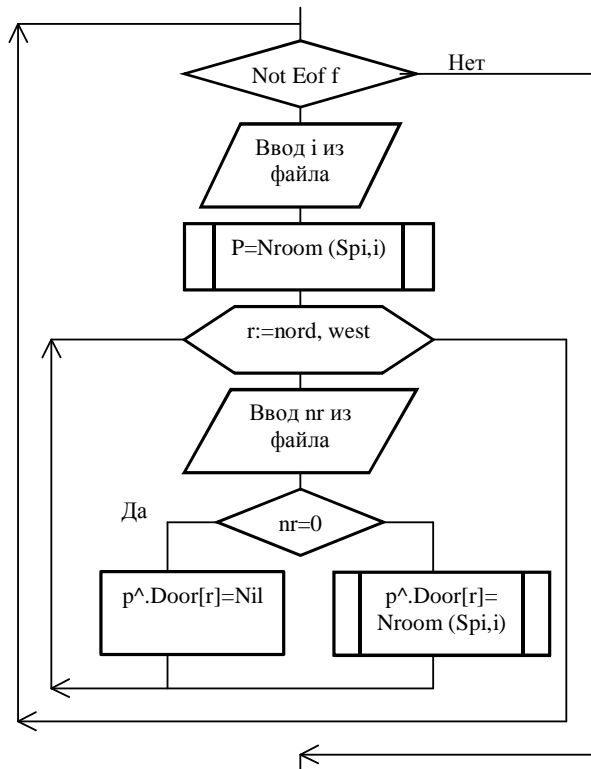 Not Eof f
Нет
Ввод i из
файла
P=Nroom (Spi,i)
r:=nord, west
Ввод nr из
файла
Да
nr=0
p^.Door[r]=Nil
p^.Door[r]=
Nroom (Spi,i)